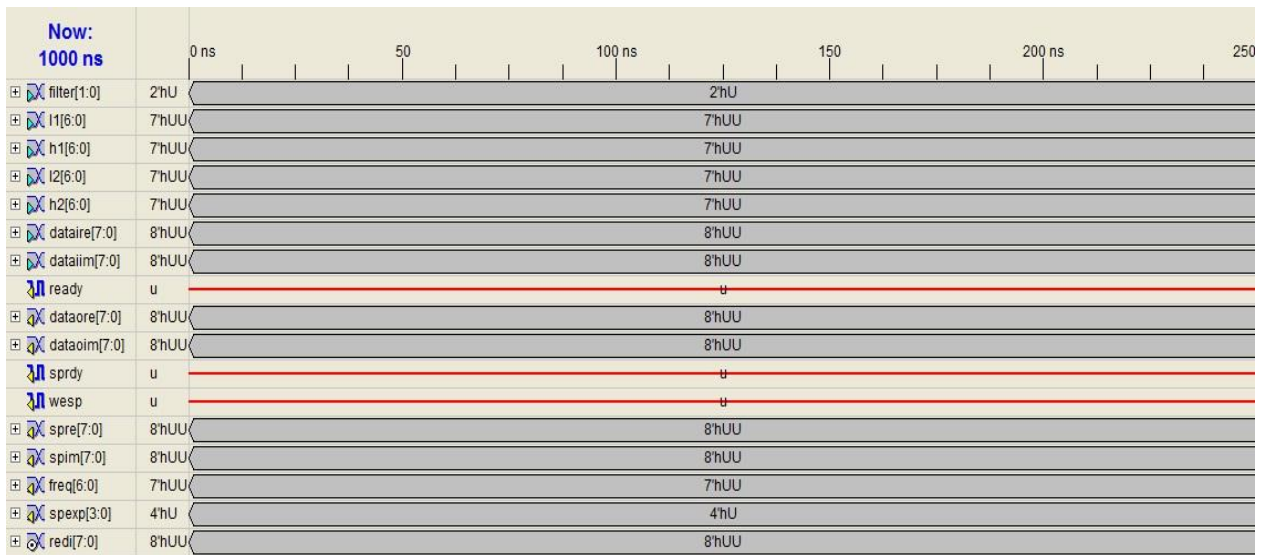 Now:
1000 ns
0 ns 50 100 ns 150 200 ns 250
filter[1:0] 2'hU 2'hU
l1[6:0] 7'hUU 7'hUU
h1[6:0] 7'hUU 7'hUU
l2[6:0] 7'hUU 7'hUU
h2[6:0] 7'hUU 7'hUU
dataire[7:0] 8'hUU 8'hUU
dataiim[7:0] 8'hUU 8'hUU
ready u u
dataore[7:0] 8'hUU 8'hUU
dataoim[7:0] 8'hUU 8'hUU
sprdy u u
wesp u u
spre[7:0] 8'hUU 8'hUU
spim[7:0] 8'hUU 8'hUU
freq[6:0] 7'hUU 7'hUU
spexp[3:0] 4'hU 4'hU
redi[7:0] 8'hUU 8'hUU